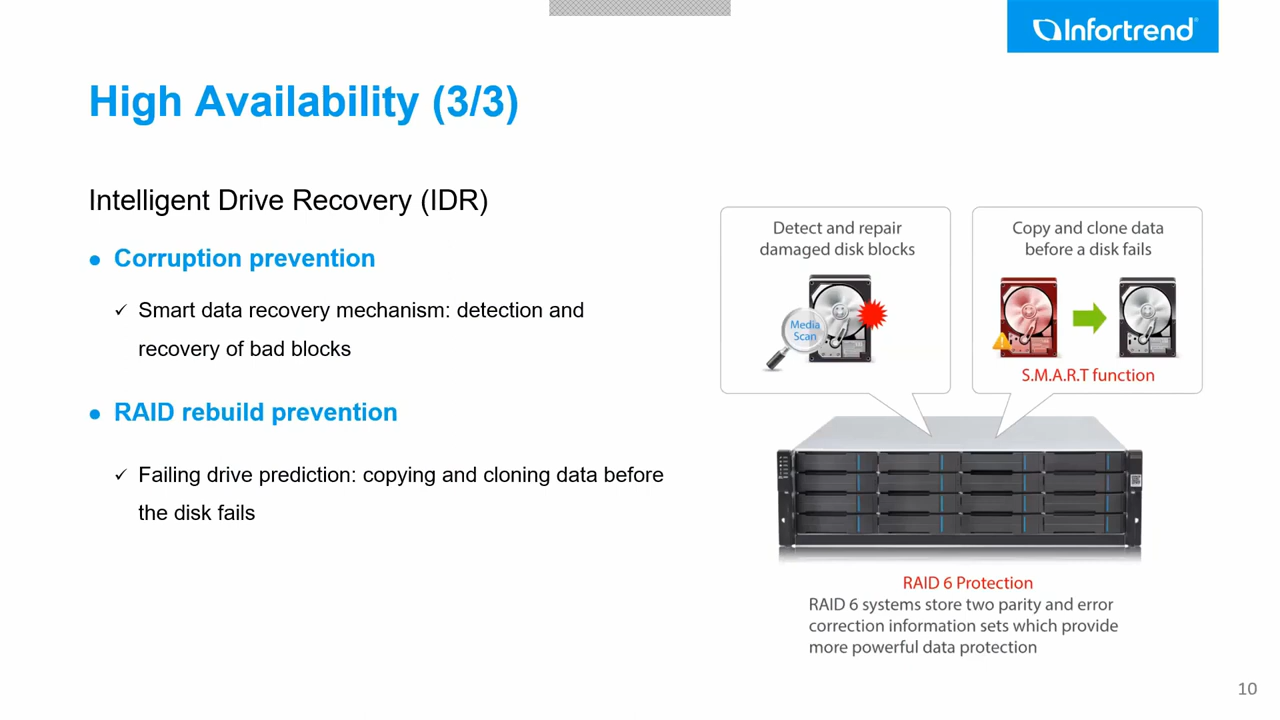 Infortrend®
High Availability (3/3)
Intelligent Drive Recovery (IDR)
● Corruption prevention
✓ Smart data recovery mechanism: detection and
recovery of bad blocks
● RAID rebuild prevention
✓ Failing drive prediction: copying and cloning data before
the disk fails
Detect and repair
damaged disk blocks
Media
Scan
Copy and clone data
before a disk fails
S.M.A.R.T function
RAID 6 Protection
RAID 6 systems store two parity and error
correction information sets which provide
more powerful data protection
10